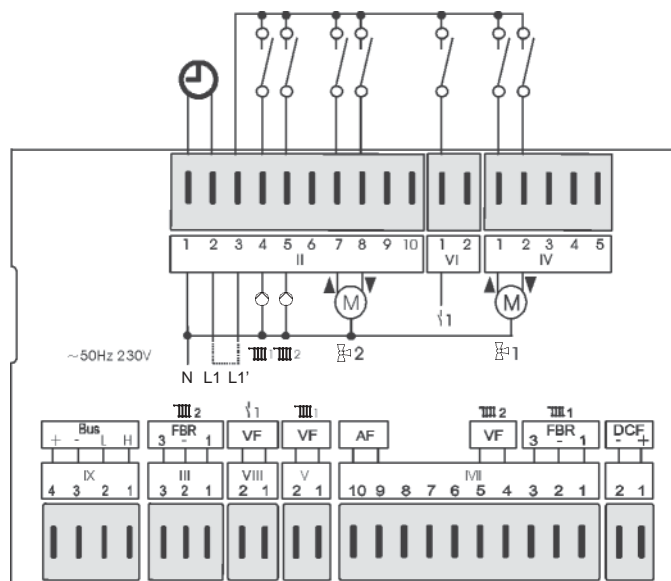 1 2 3 4 5 6 7 8 9 10 1 2 1 2 3 4 5
II VI IV
M M
1
2 1
~50Hz 230V
1 2
N L1 L1'
2 1 1 2 1
Bus FBR VF VF AF VF FBR DCF
+ - L H 3 - 1 3 - 1 - +
IX III VIII V
4 3 2 1 3 2 1 2 1 2 1 10 9 8 7 6 5 4 3 2 1 2 1